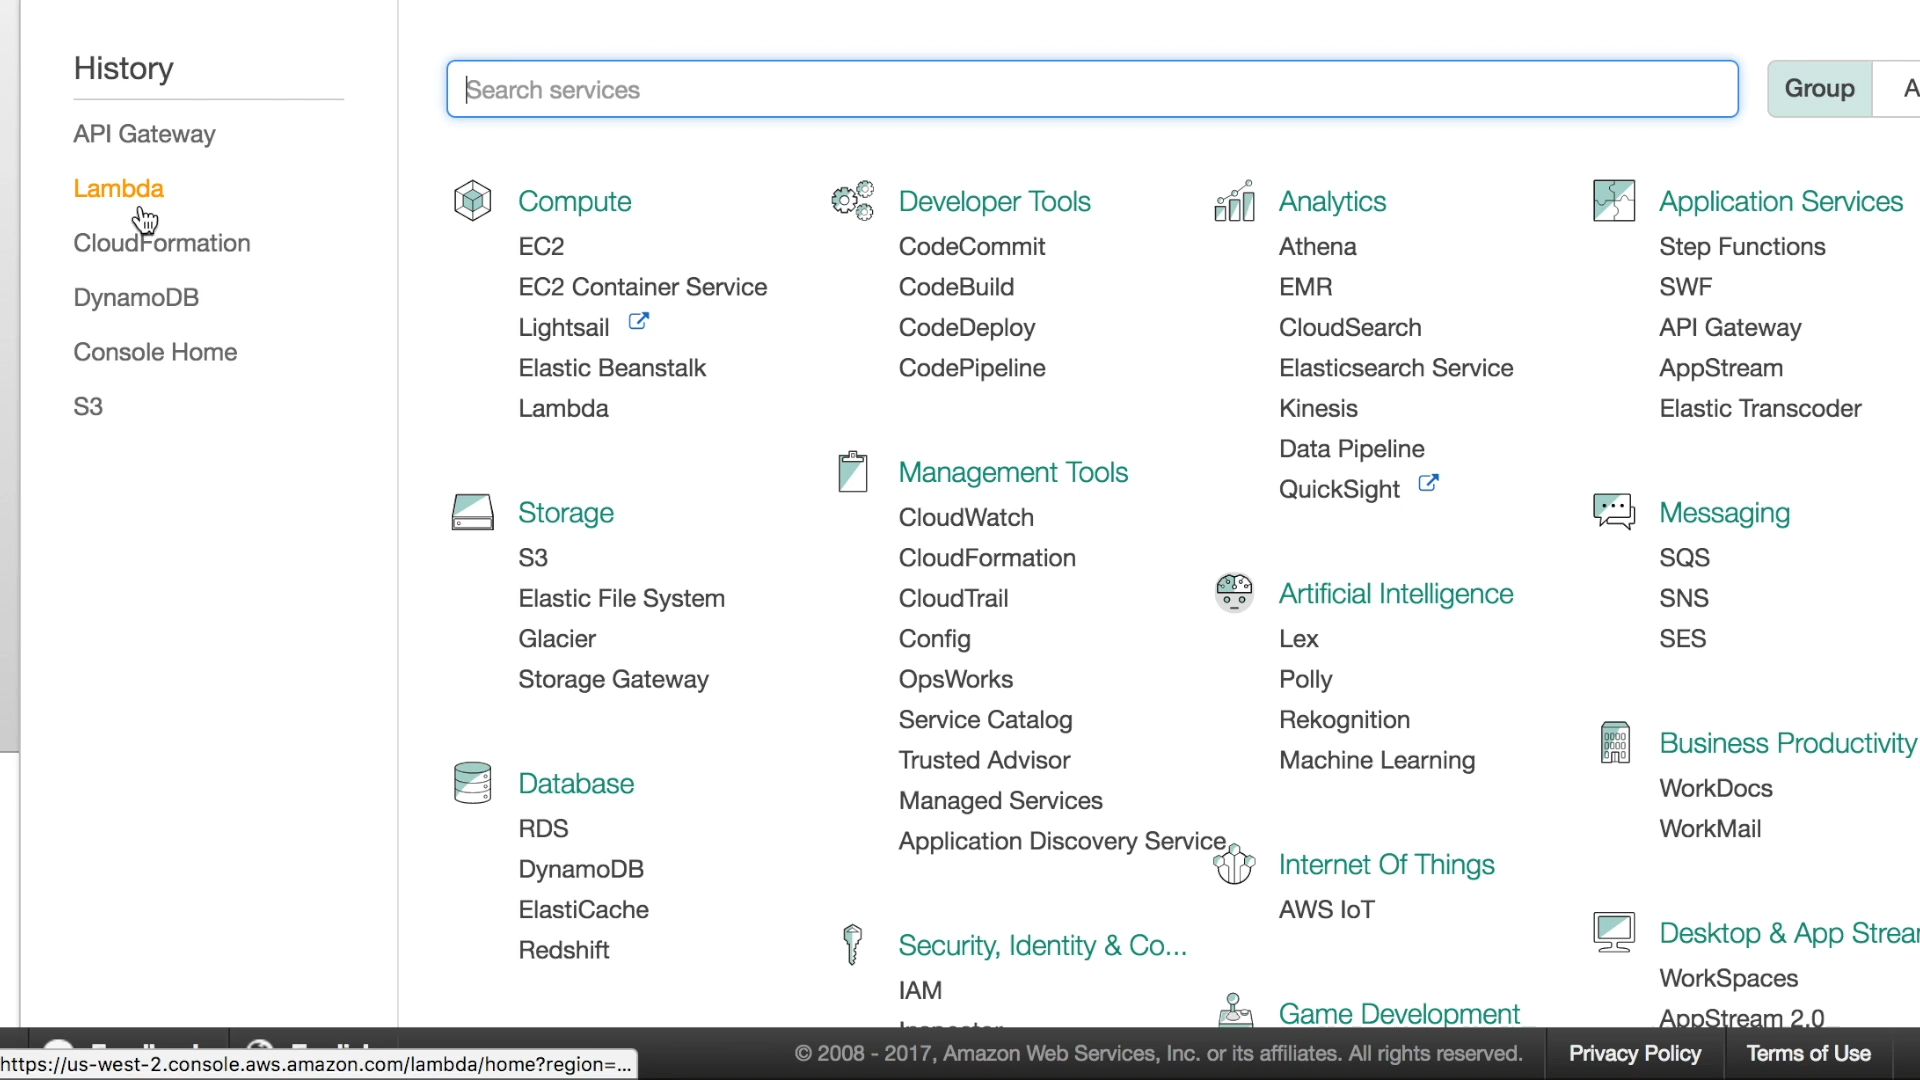 History
API Gateway
Lambda
CloudFormation
DynamoDB
Console Home
S3
Search services
Group
Compute
EC2
EC2 Container Service
Lightsail
Elastic Beanstalk
Lambda
Storage
S3
Elastic File System
Glacier
Storage Gateway
Database
RDS
DynamoDB
ElastiCache
Redshift
Developer Tools
CodeCommit
CodeBuild
CodeDeploy
CodePipeline
Management Tools
CloudWatch
CloudFormation
CloudTrail
Config
OpsWorks
Service Catalog
Trusted Advisor
Managed Services
Application Discovery Service
Security, Identity & Co...
IAM
Analytics
Athena
EMR
CloudSearch
Elasticsearch Service
Kinesis
Data Pipeline
QuickSight
Artificial Intelligence
Lex
Polly
Rekognition
Machine Learning
Internet Of Things
AWS IoT
Game Development
Application Services
Step Functions
SWF
API Gateway
AppStream
Elastic Transcoder
Messaging
SQS
SNS
SES
Business Productivity
WorkDocs
WorkMail
Desktop & App Strea
WorkSpaces
AppStream 2.0
https://us-west-2.console.aws.amazon.com/lambda/home?region=...
© 2008 - 2017, Amazon Web Services, Inc. or its affiliates. All rights reserved.
Privacy Policy
Terms of Use